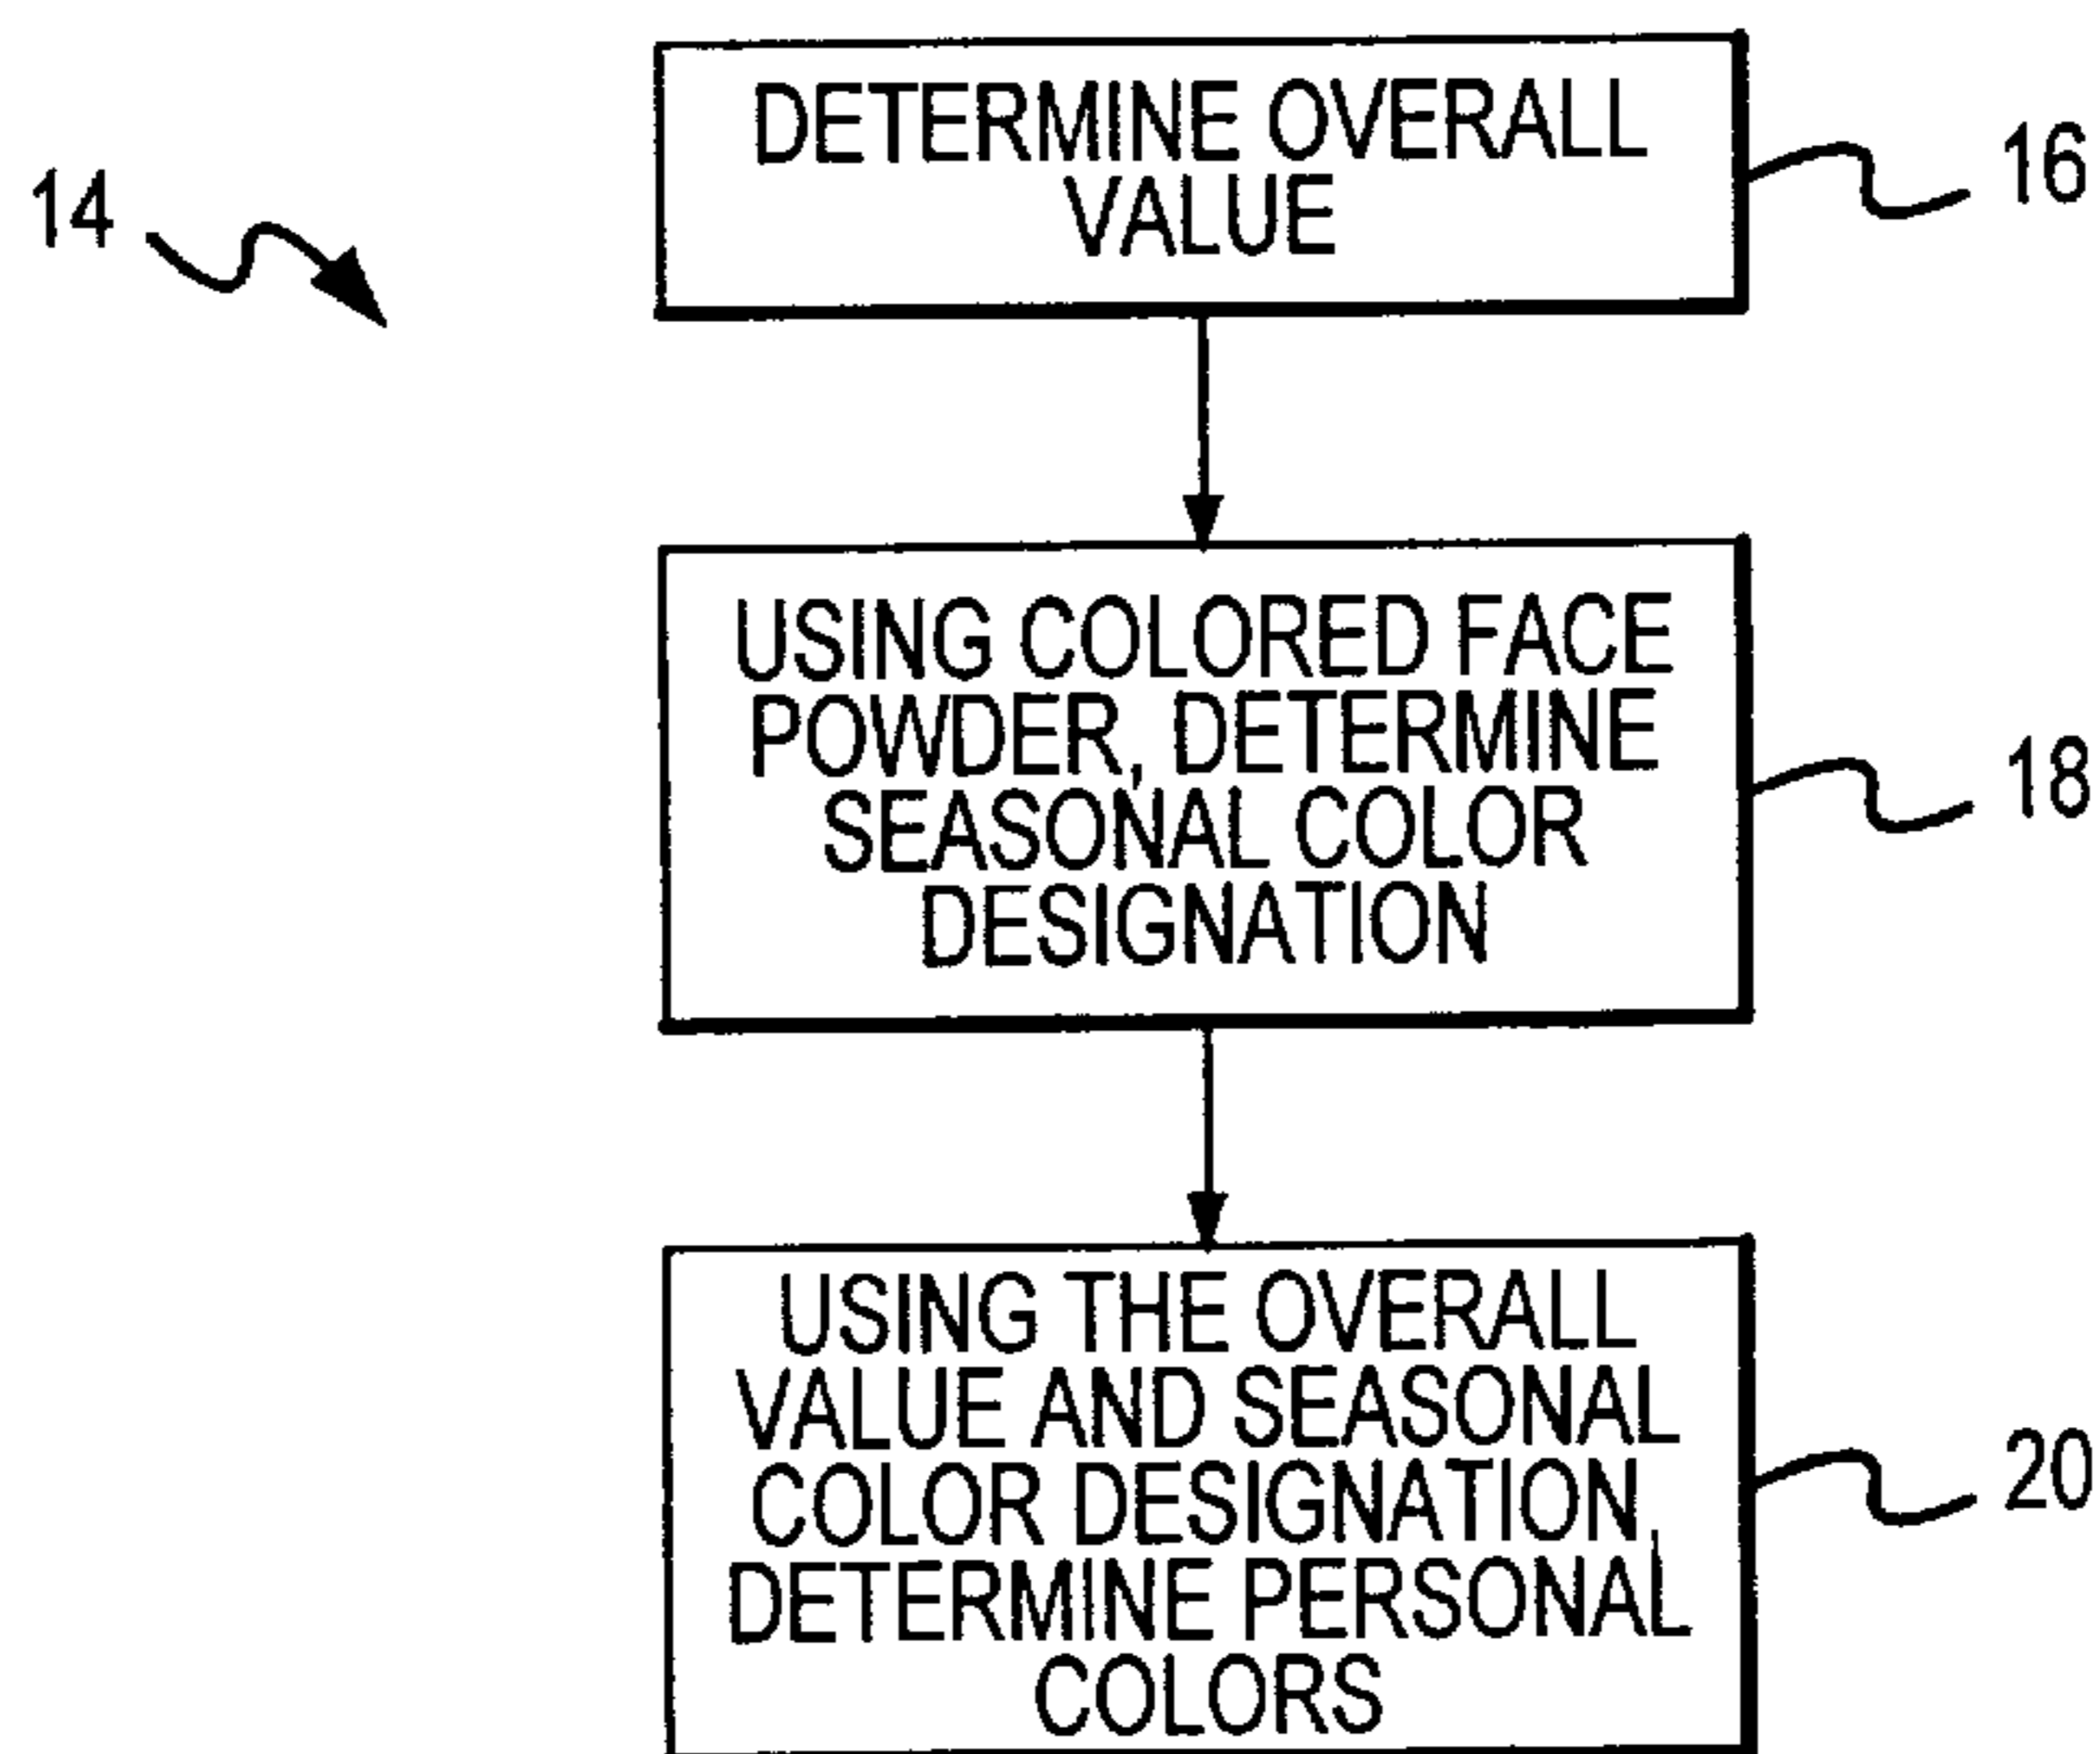 DETERMINE OVERALL
VALUE
16
14
USING COLORED FACE
POWDER, DETERMINE
SEASONAL COLOR
DESIGNATION
18
USING THE OVERALL
VALUE AND SEASONAL
COLOR DESIGNATION,
DETERMINE PERSONAL
COLORS
20